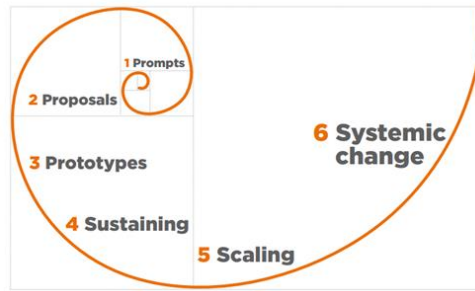 1 Prompts
2 Proposals
3 Prototypes
4 Sustaining
5 Scaling
6 Systemic
change